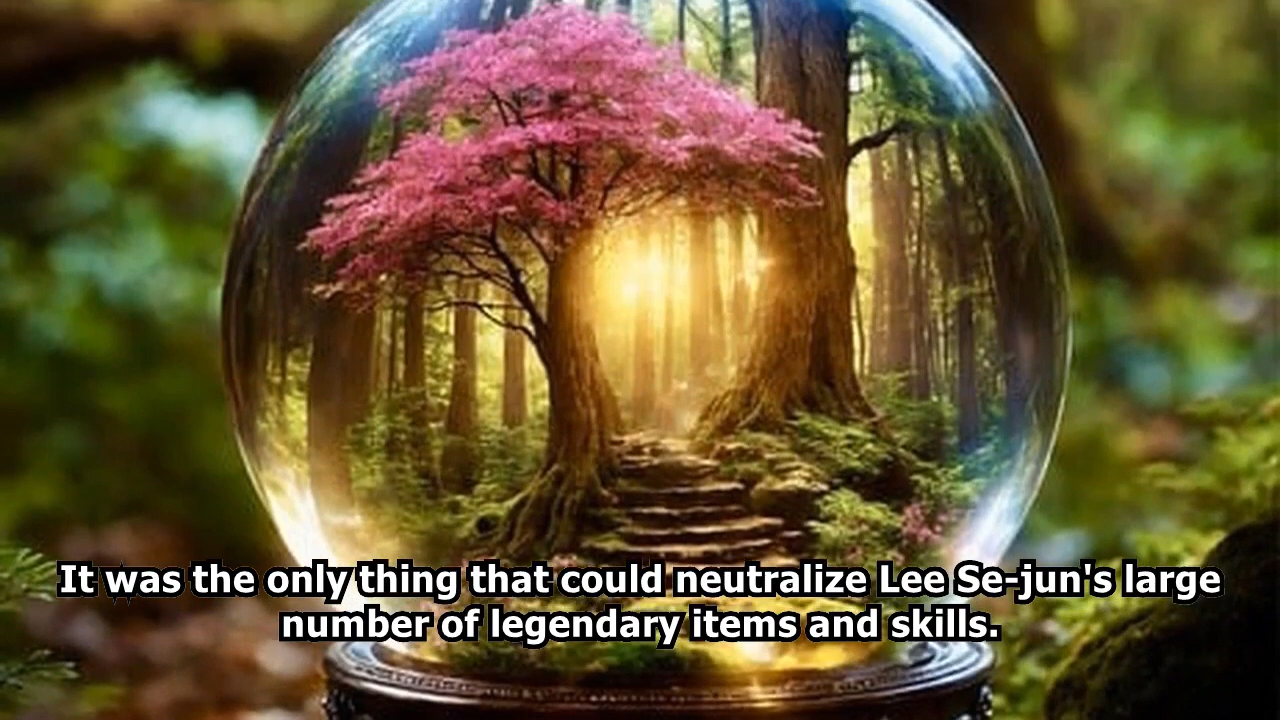 It was the only thing that could neutralize Lee Se-jun's large
number of legendary items and skills.